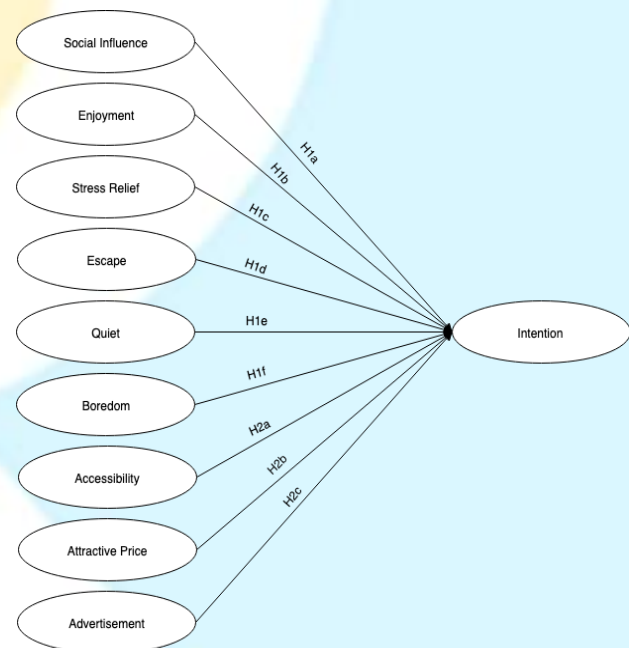 Social Influence
Enjoyment
Stress Relief
Escape
Quiet
Boredom
Accessibility
Attractive Price
Advertisement
H1a
H1b
H1c
H1d
H1e
H1f
H2a
H2b
H2c
Intention